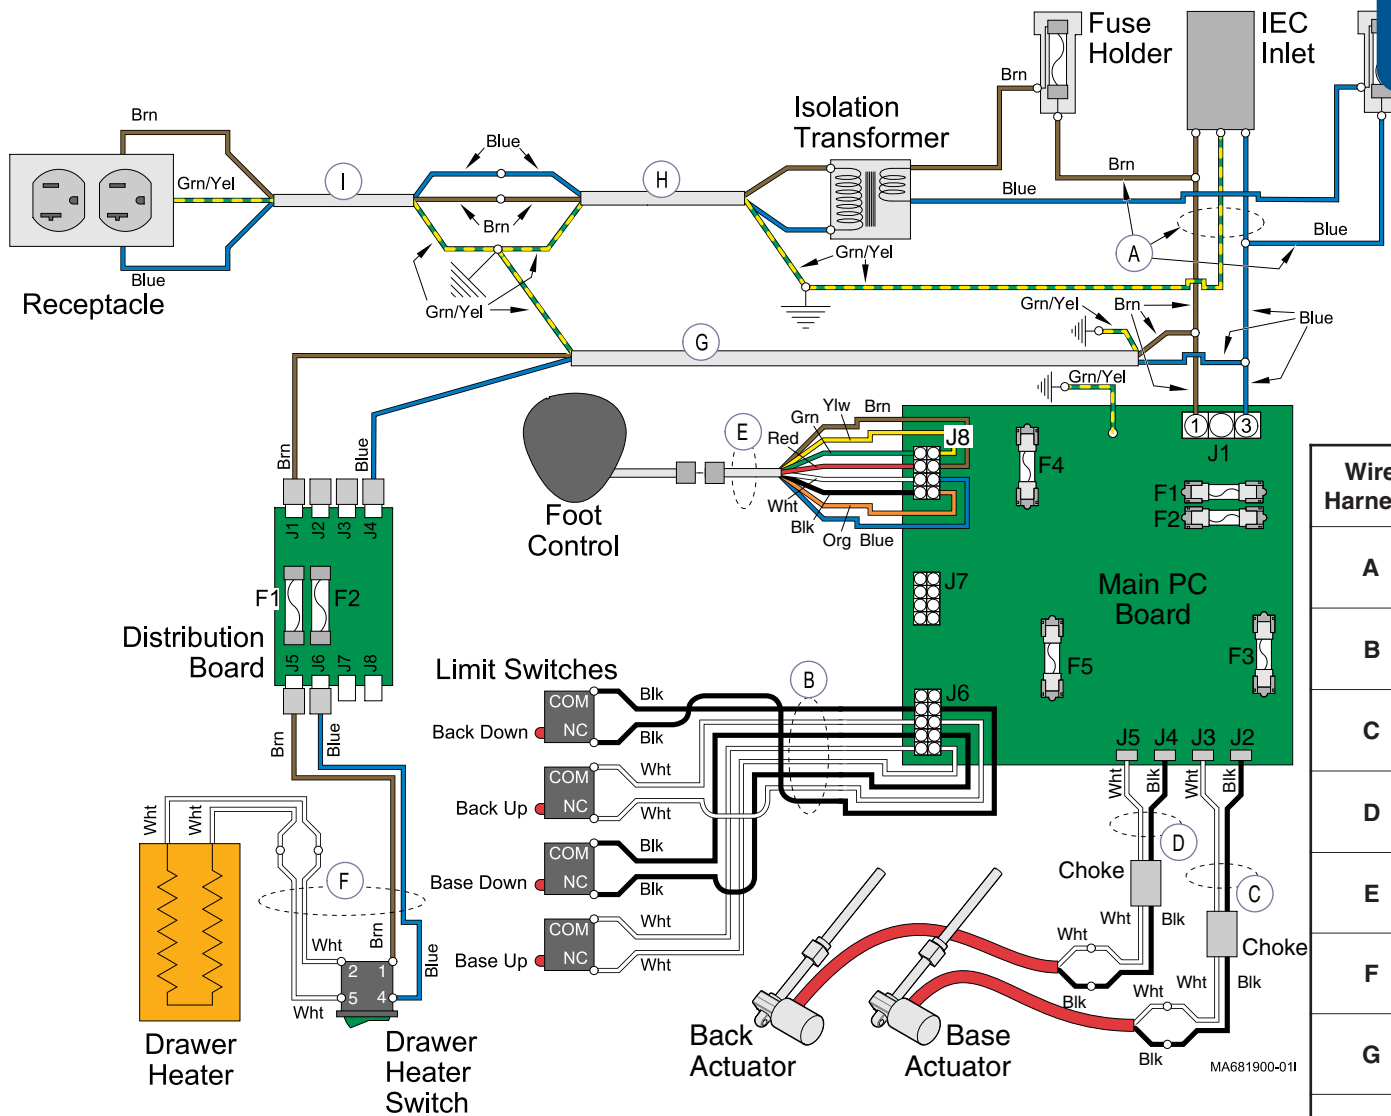 Fuse
Holder
IEC
Inlet
Brn
Isolation
Transformer
Brn
Blue
I
H
Grn/Yel
Brn
Blue
Brn
Blue
A
Blue
Grn/Yel
Receptacle
Grn/Yel
Grn/Yel
Brn
Blue
G
Grn/Yel
Brn
Ylw
Grn
Red
E
J8
1
3
J1
F4
F1
F2
Wht
Blk
Org
Blue
Foot
Control
Brn
Blue
J1
J2
J3
J4
F1
F2
Distribution
Board
J5
J6
J7
J8
J7
Main PC
Board
F5
F3
J6
Limit Switches
B
Back Down
COM
NC
Blk
Blk
Back Up
COM
NC
Wht
Wht
Base Down
COM
NC
Blk
Blk
Base Up
COM
NC
Wht
Wht
J5
J4
J3
J2
Wht
Blk
Wht
Blk
D
C
Choke
Wht
Blk
Choke
Wht
Blk
Wht
Blk
Wht
Blk
Back
Actuator
Base
Actuator
MA681900-01I
Brn
Blue
Wht
Wht
F
Wht
Brn
Blue
2
1
5
4
Wht
Drawer
Heater
Drawer
Heater
Switch
A
B
C
D
E
F
G